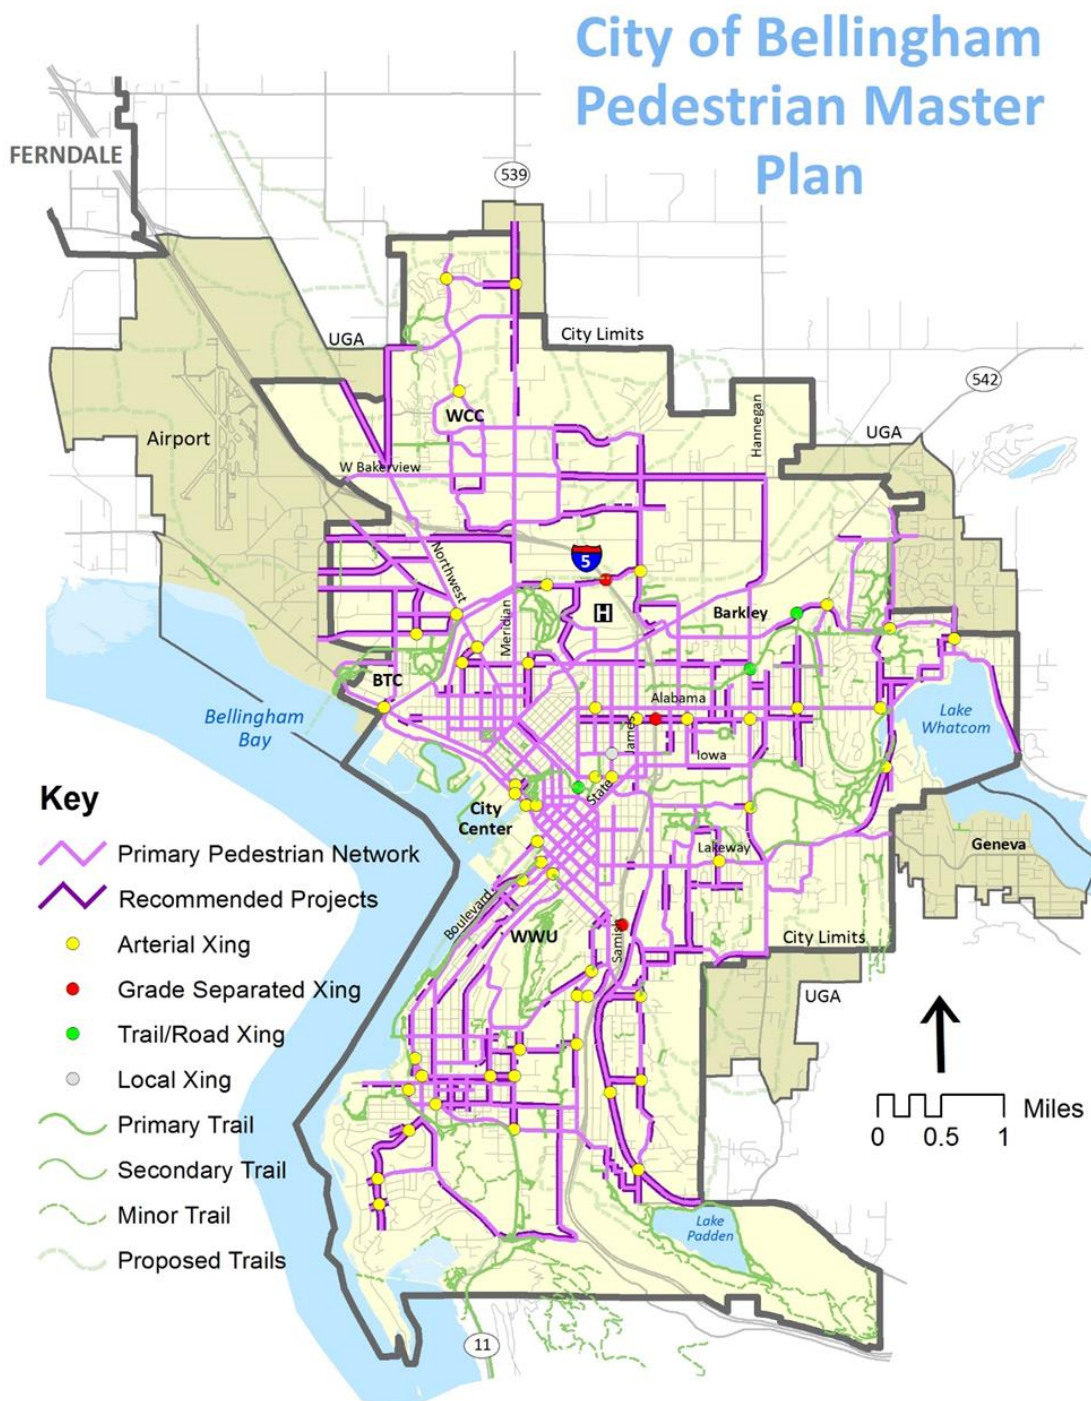 City of Bellingham
Pedestrian Master
Plan
FERNDALE
539
UGA
City Limits
542
WCC
Hannegan
UGA
Airport
W Bakerview
Northwest
5
Meridian
H
Barkley
BTC
Alabama
Bellingham
Bay
Lake
Whatcom
James
Iowa
State
City
Center
Lakeway
Geneva
Boulevard
WWU
Samish
City Limits
UGA
Key
Primary Pedestrian Network
Recommended Projects
Arterial Xing
Grade Separated Xing
Trail/Road Xing
Local Xing
Primary Trail
Secondary Trail
Minor Trail
Proposed Trails
Miles
0 0.5 1
Lake
Padden
11